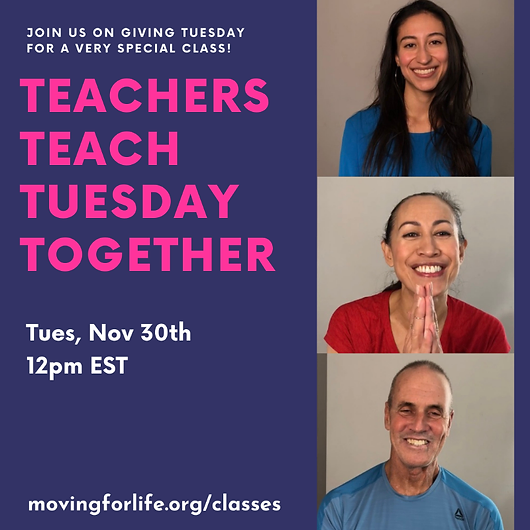 JOIN US ON GIVING TUESDAY
FOR A VERY SPECIAL CLASS!
TEACHERS
TEACH
TUESDAY
TOGETHER
Tues, Nov 30th
12pm EST
movingforlife.org/classes